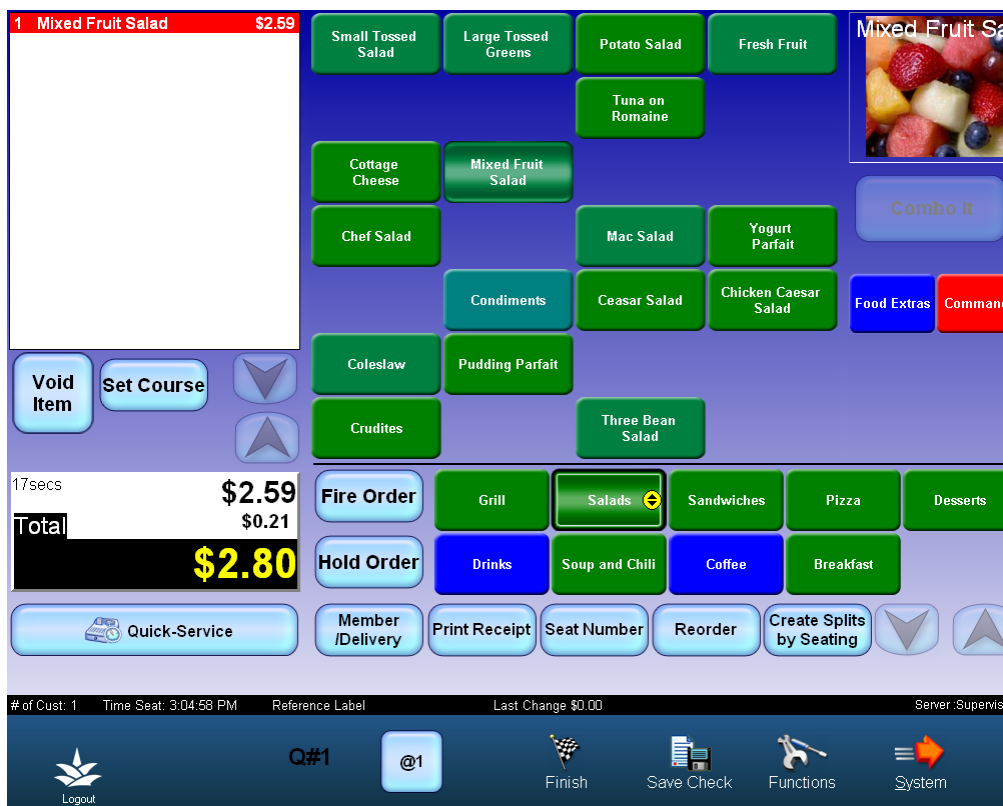 1 Mixed Fruit Salad $2.59
Small Tossed
Salad
Large Tossed
Greens
Potato Salad
Fresh Fruit
Mixed Fruit Sa
Tuna on
Romaine
Cottage
Cheese
Mixed Fruit
Salad
Combo It
Chef Salad
Mac Salad
Yogurt
Parfait
Condiments
Ceasar Salad
Chicken Caesar
Salad
Food Extras
Comman
Coleslaw
Pudding Parfait
Void
Item
Set Course
Crudites
Three Bean
Salad
17secs
$2.59
Total
$0.21
$2.80
Fire Order
Grill
Salads
Sandwiches
Pizza
Desserts
Hold Order
Drinks
Soup and Chili
Coffee
Breakfast
Quick-Service
Member
/Delivery
Print Receipt
Seat Number
Reorder
Create Splits
by Seating
# of Cust: 1 Time Seat: 3:04:58 PM Reference Label Last Change $0.00 Server :Supervis
Q#1
@1
Logout
Finish
Save Check
Functions
System